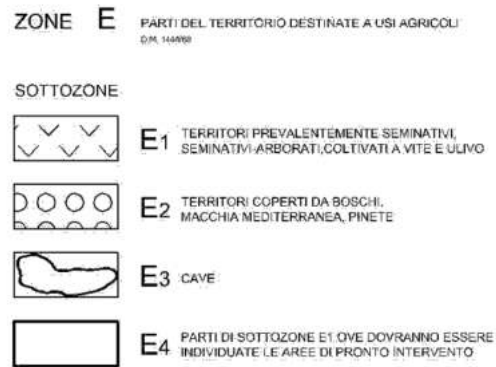 ZONE E PARTI DEL TERRITORIO DESTINATE A USI AGRICOLI
D.M. 1444/68
SOTTOZONE
E1 TERRITORI PREVALENTEMENTE SEMINATIVI,
SEMINATIVI-ARBORATI,COLTIVATI A VITE E ULIVO
E2 TERRITORI COPERTI DA BOSCHI,
MACCHIA MEDITERRANEA, PINETE
E3 CAVE
E4 PARTI DI SOTTOZONE E1 OVE DOVRANNO ESSERE
INDIVIDUATE LE AREE DI PRONTO INTERVENTO